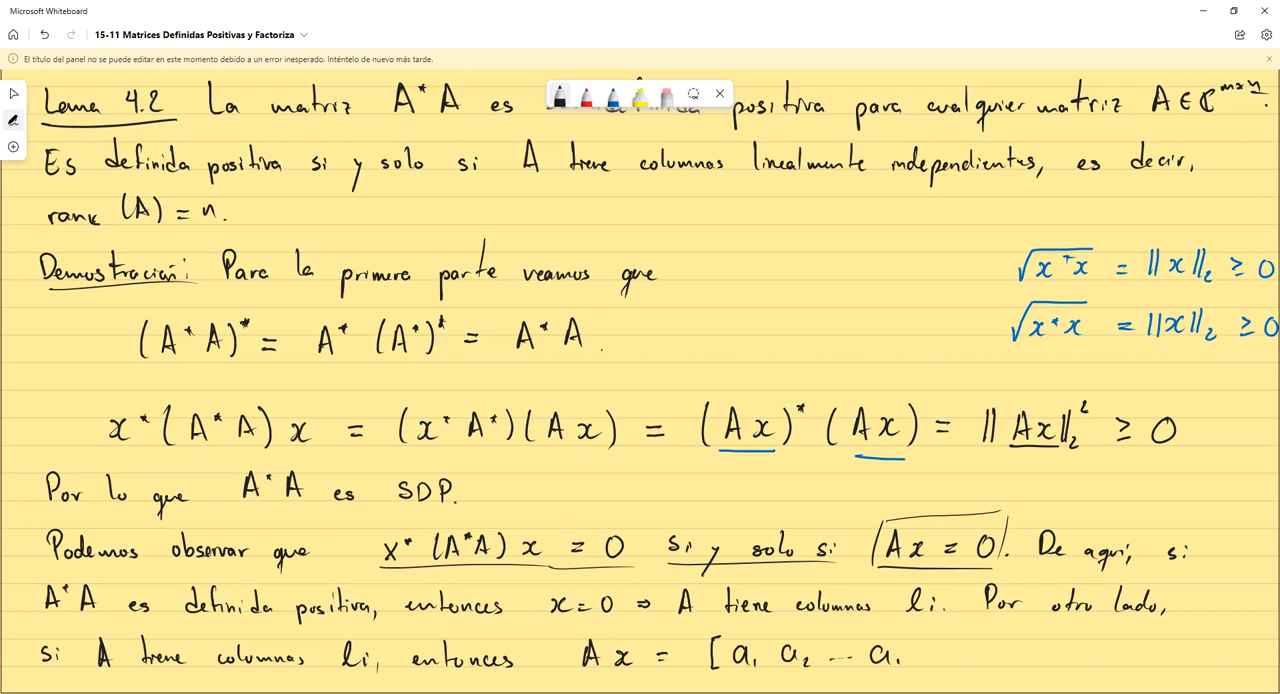 Microsoft Whiteboard
15-11 Matrices Definidas Positivas y Factoriza
El título del panel no se puede editar en este momento debido a un error inesperado. Inténtelo de nuevo más tarde.
Lema 4.2 La matriz A*A es positiva para cualquier matriz A ∈ ℂ^{m×n}.
Es definida positiva si y solo si A tiene columnas linealmente independientes, es decir,
rank (A) = n.
Demostración: Para la primera parte veamos que
√(x^T x) = ||x||₂ ≥ 0
(A*A)* = A* (A*)* = A*A.
√(x*x) = ||x||₂ ≥ 0
x*(A*A)x = (x*A*)(Ax) = (Ax)*(Ax) = ||Ax||₂² ≥ 0
Por lo que A*A es SDP.
Podemos observar que x*(A*A)x = 0 si y solo si (Ax = 0). De aquí, si
A*A es definida positiva, entonces x=0 ⇒ A tiene columnas li. Por otro lado,
si A tiene columnas li, entonces Ax = [a₁ a₂ ... a.